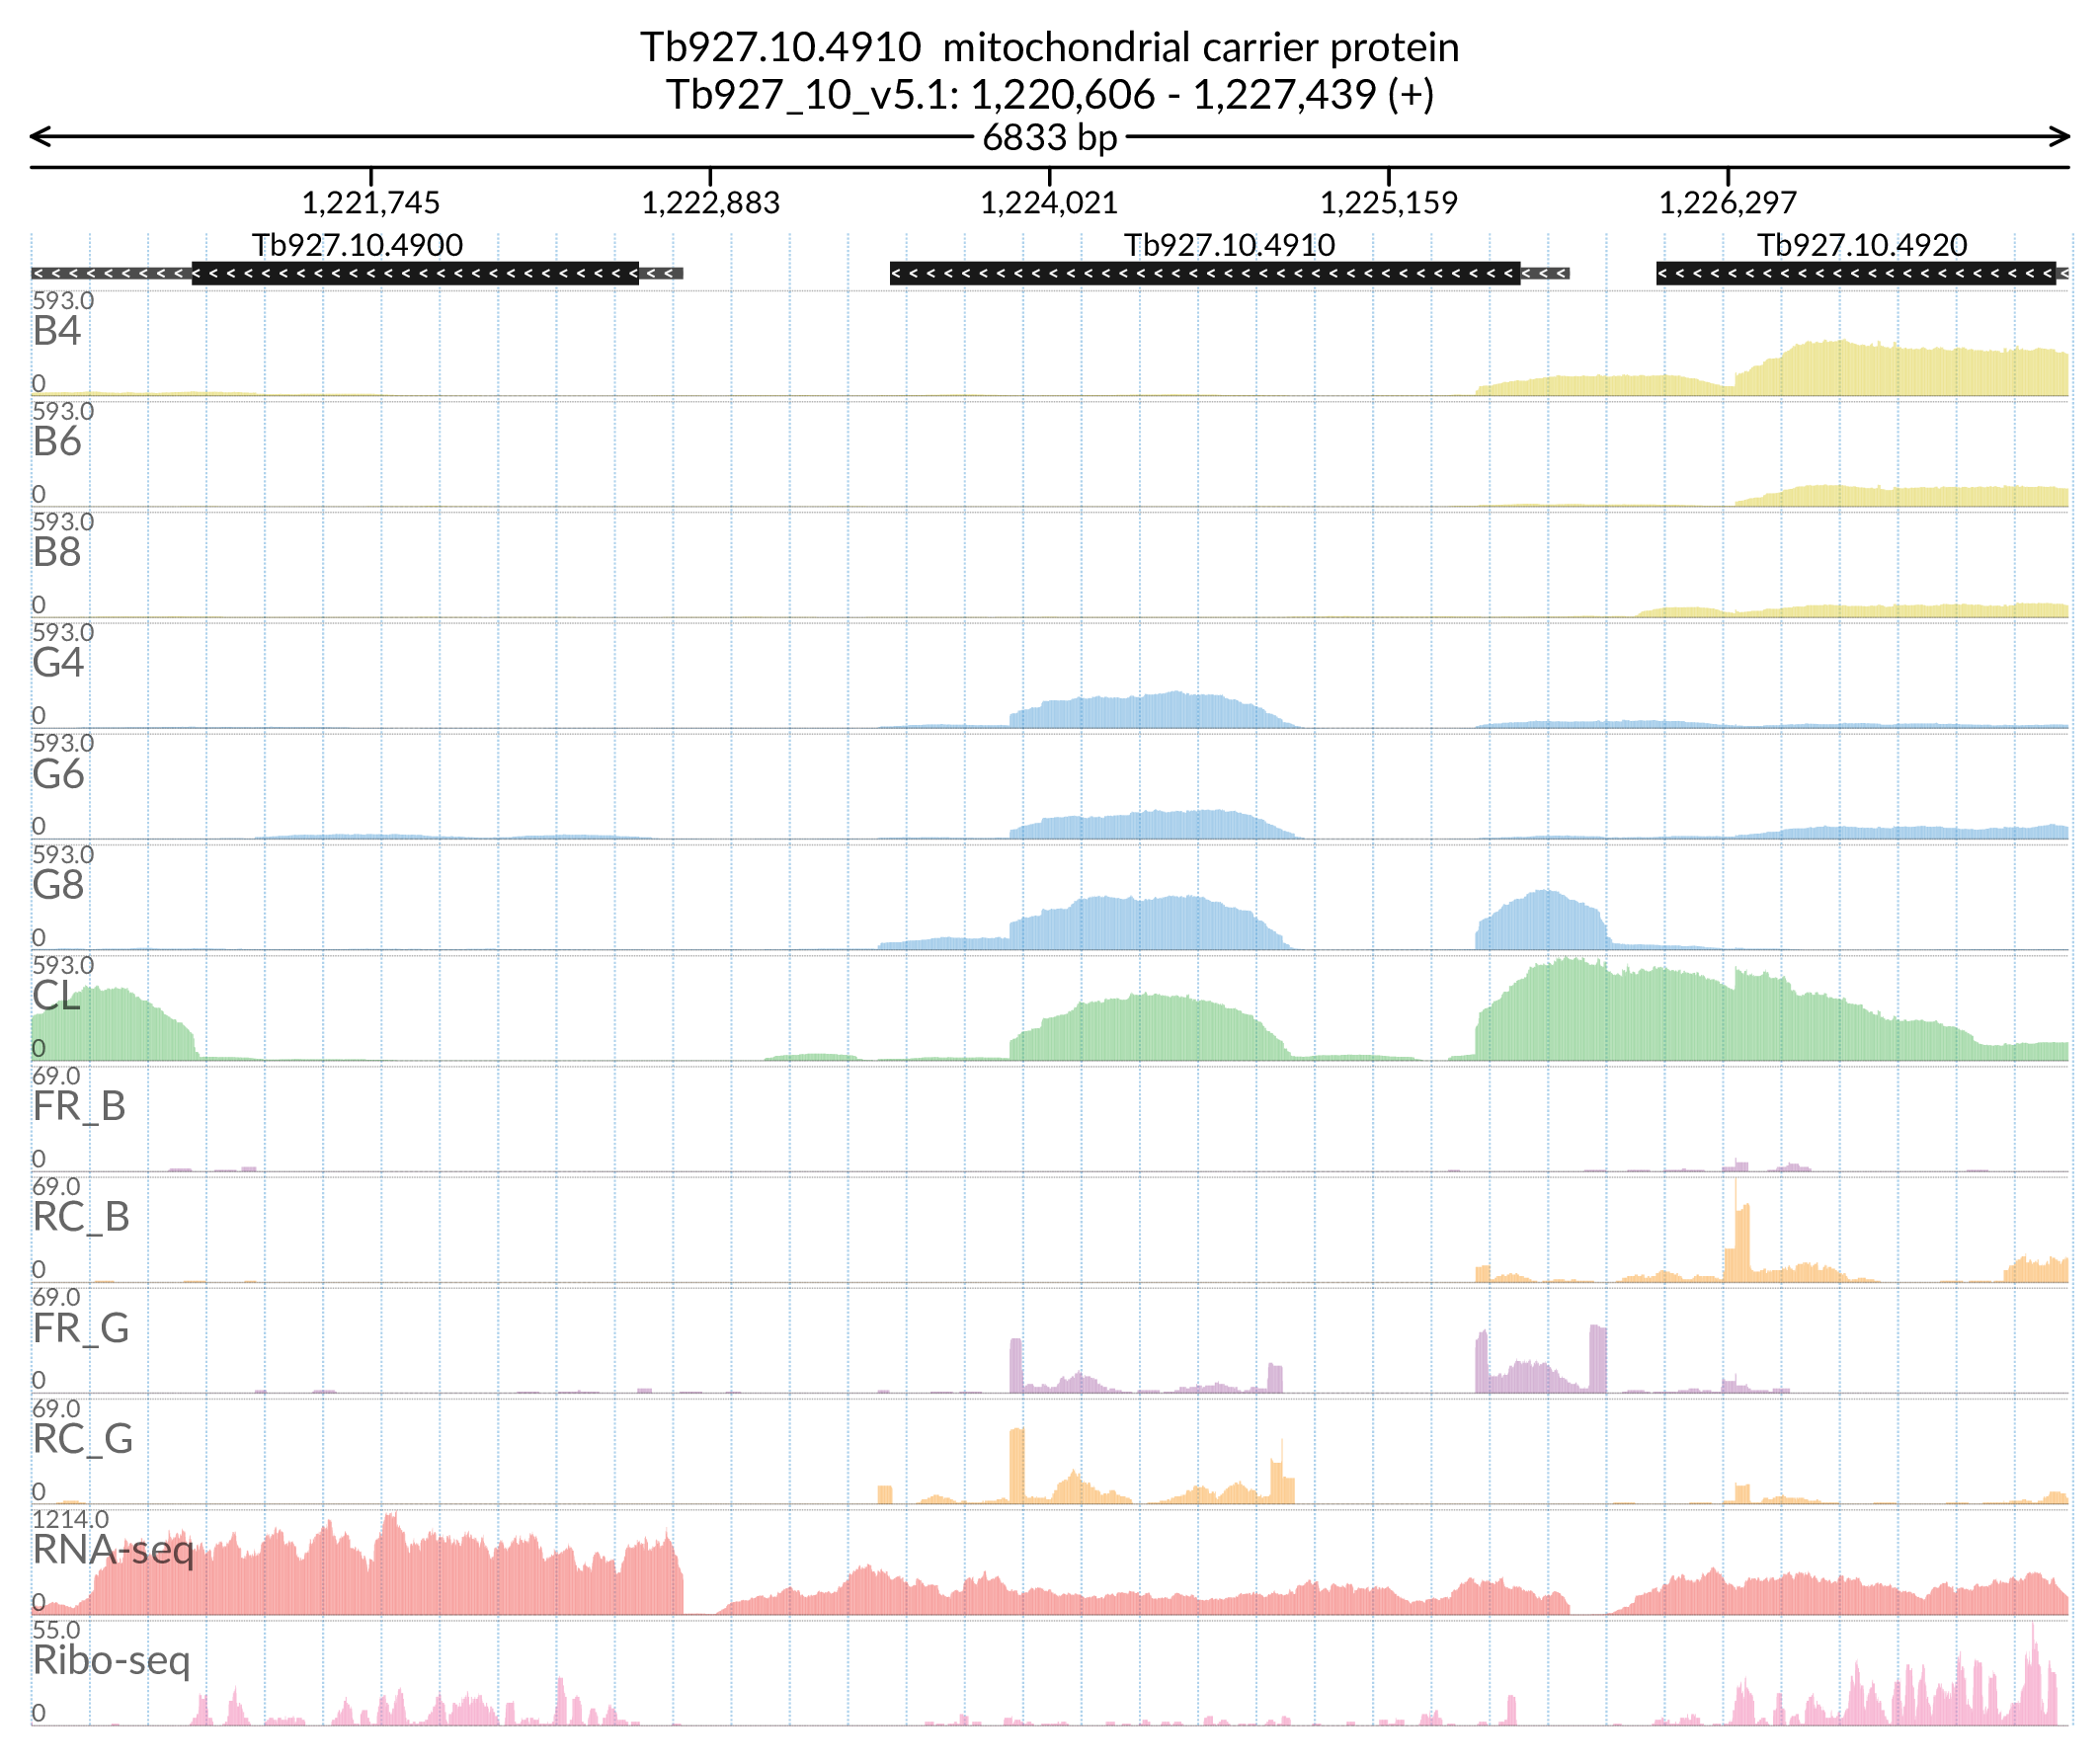 Tb927.10.4910 mitochondrial carrier protein
Tb927_10_v5.1: 1,220,606 - 1,227,439 (+)
6833 bp
1,221,745 1,222,883 1,224,021 1,225,159 1,226,297
Tb927.10.4900 Tb927.10.4910 Tb927.10.4920
593.0
B4
0
593.0
B6
0
593.0
B8
0
593.0
G4
0
593.0
G6
0
593.0
G8
0
593.0
CL
0
69.0
FR_B
0
69.0
RC_B
0
69.0
FR_G
0
69.0
RC_G
0
1214.0
RNA-seq
0
55.0
Ribo-seq
0